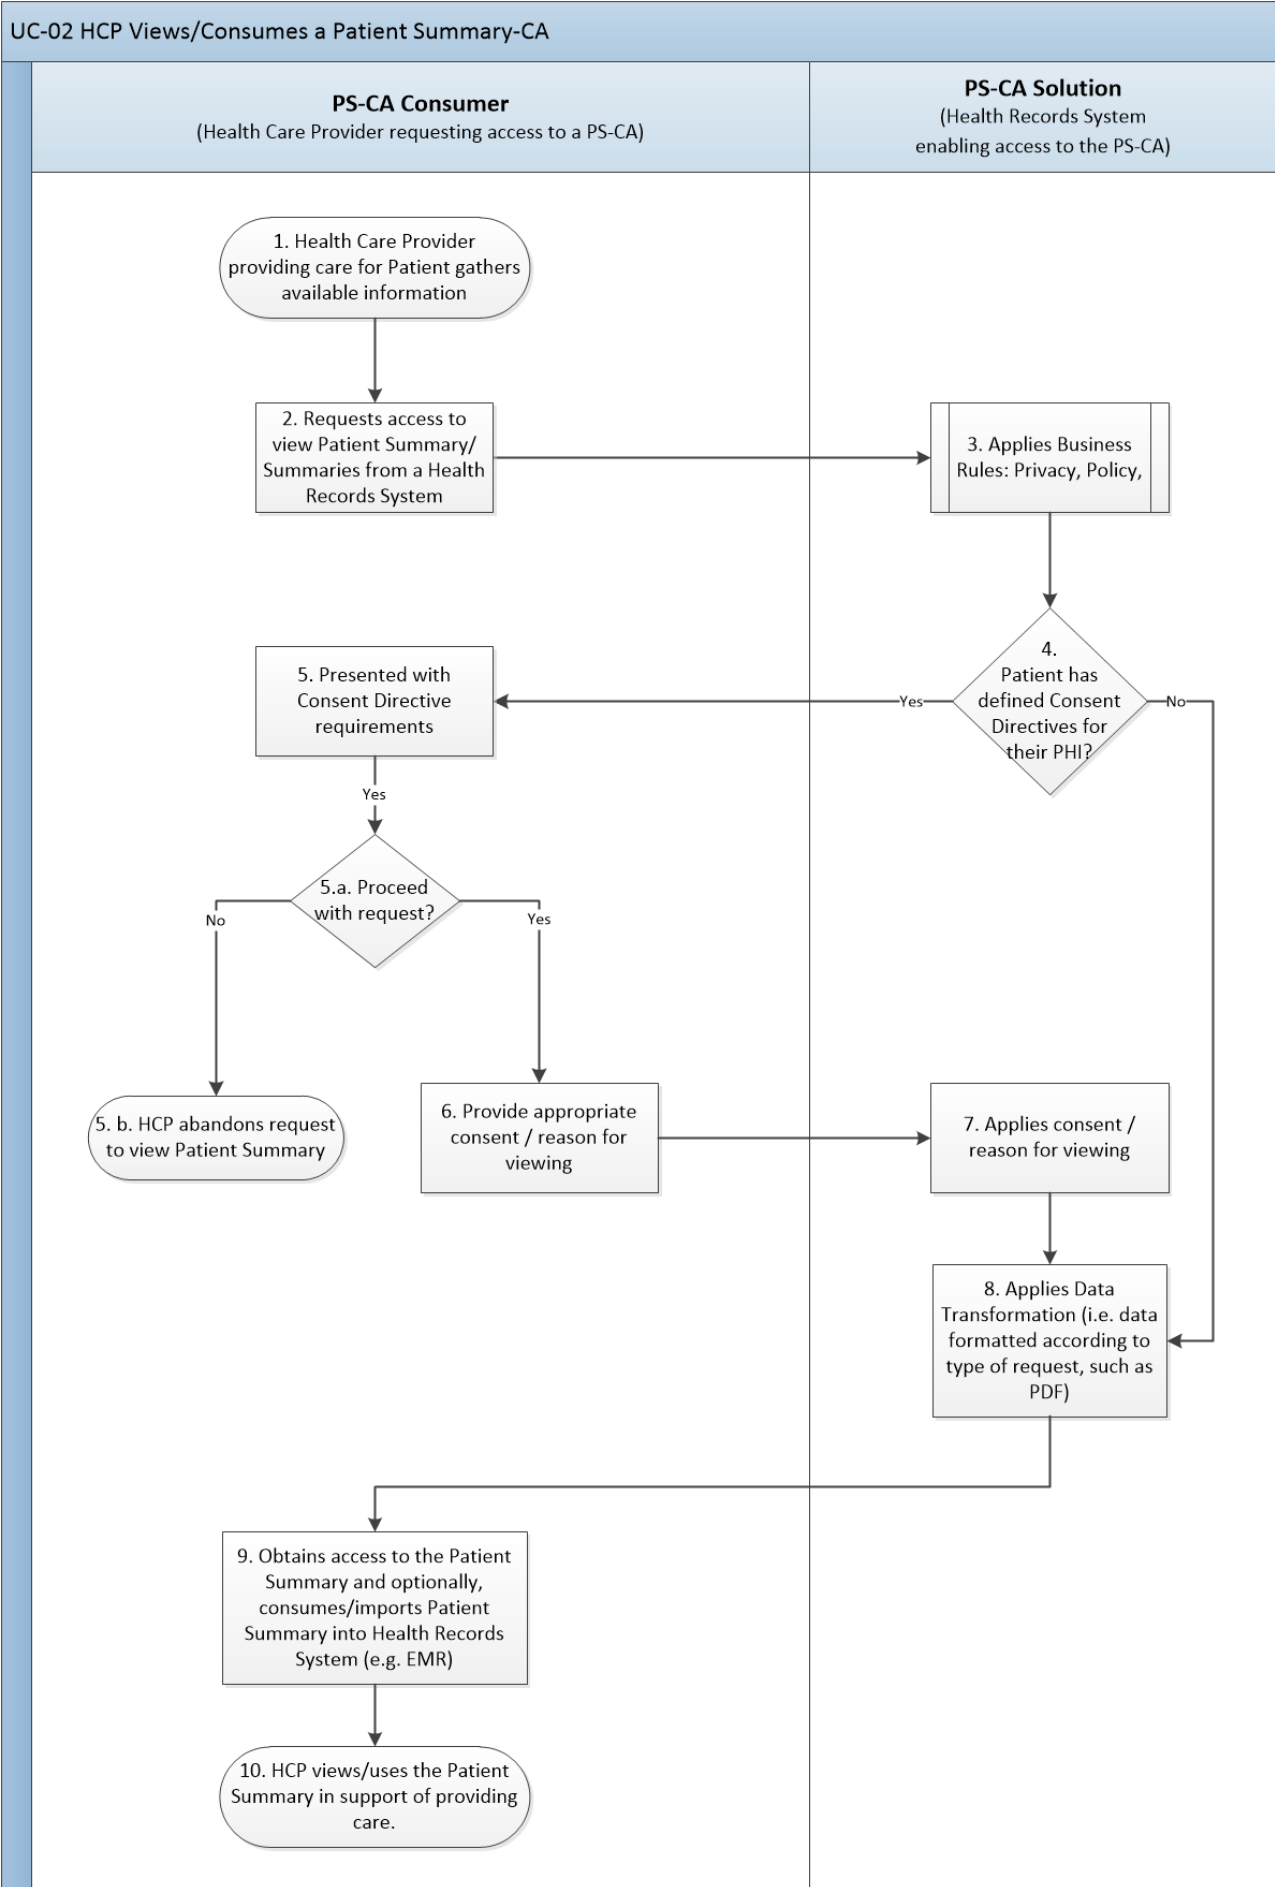 UC-02 HCP Views/Consumes a Patient Summary-CA
PS-CA Consumer
(Health Care Provider requesting access to a PS-CA)
PS-CA Solution
(Health Records System
enabling access to the PS-CA)
1. Health Care Provider
providing care for Patient gathers
available information
2. Requests access to
view Patient Summary/
Summaries from a Health
Records System
3. Applies Business
Rules: Privacy, Policy,
4.
Patient has
defined Consent
Directives for
their PHI?
Yes
No
5. Presented with
Consent Directive
requirements
Yes
5.a. Proceed
with request?
No
Yes
5. b. HCP abandons request
to view Patient Summary
6. Provide appropriate
consent / reason for
viewing
7. Applies consent /
reason for viewing
8. Applies Data
Transformation (i.e. data
formatted according to
type of request, such as
PDF)
9. Obtains access to the Patient
Summary and optionally,
consumes/imports Patient
Summary into Health Records
System (e.g. EMR)
10. HCP views/uses the Patient
Summary in support of providing
care.